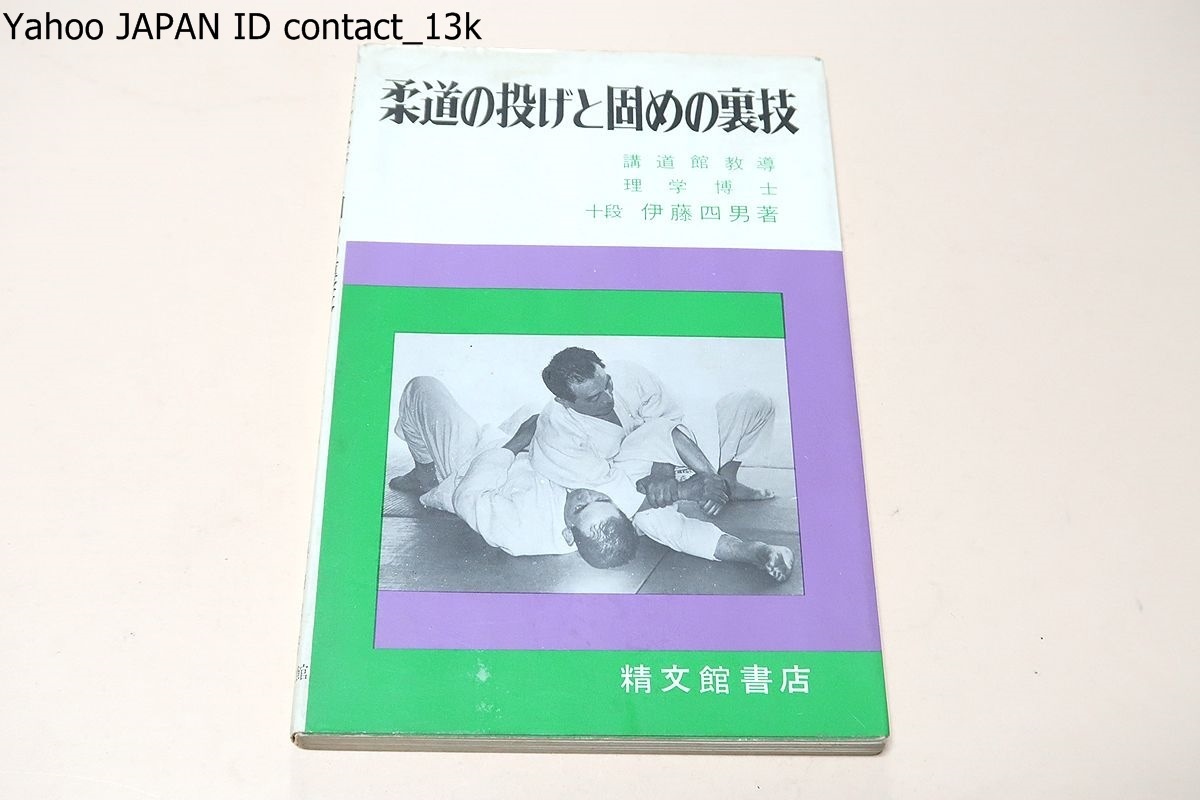 Yahoo JAPAN ID contact_13k
柔道の投げと固めの裏技
講道館教導
理学博士
十段 伊藤四男著
精文館書店
館